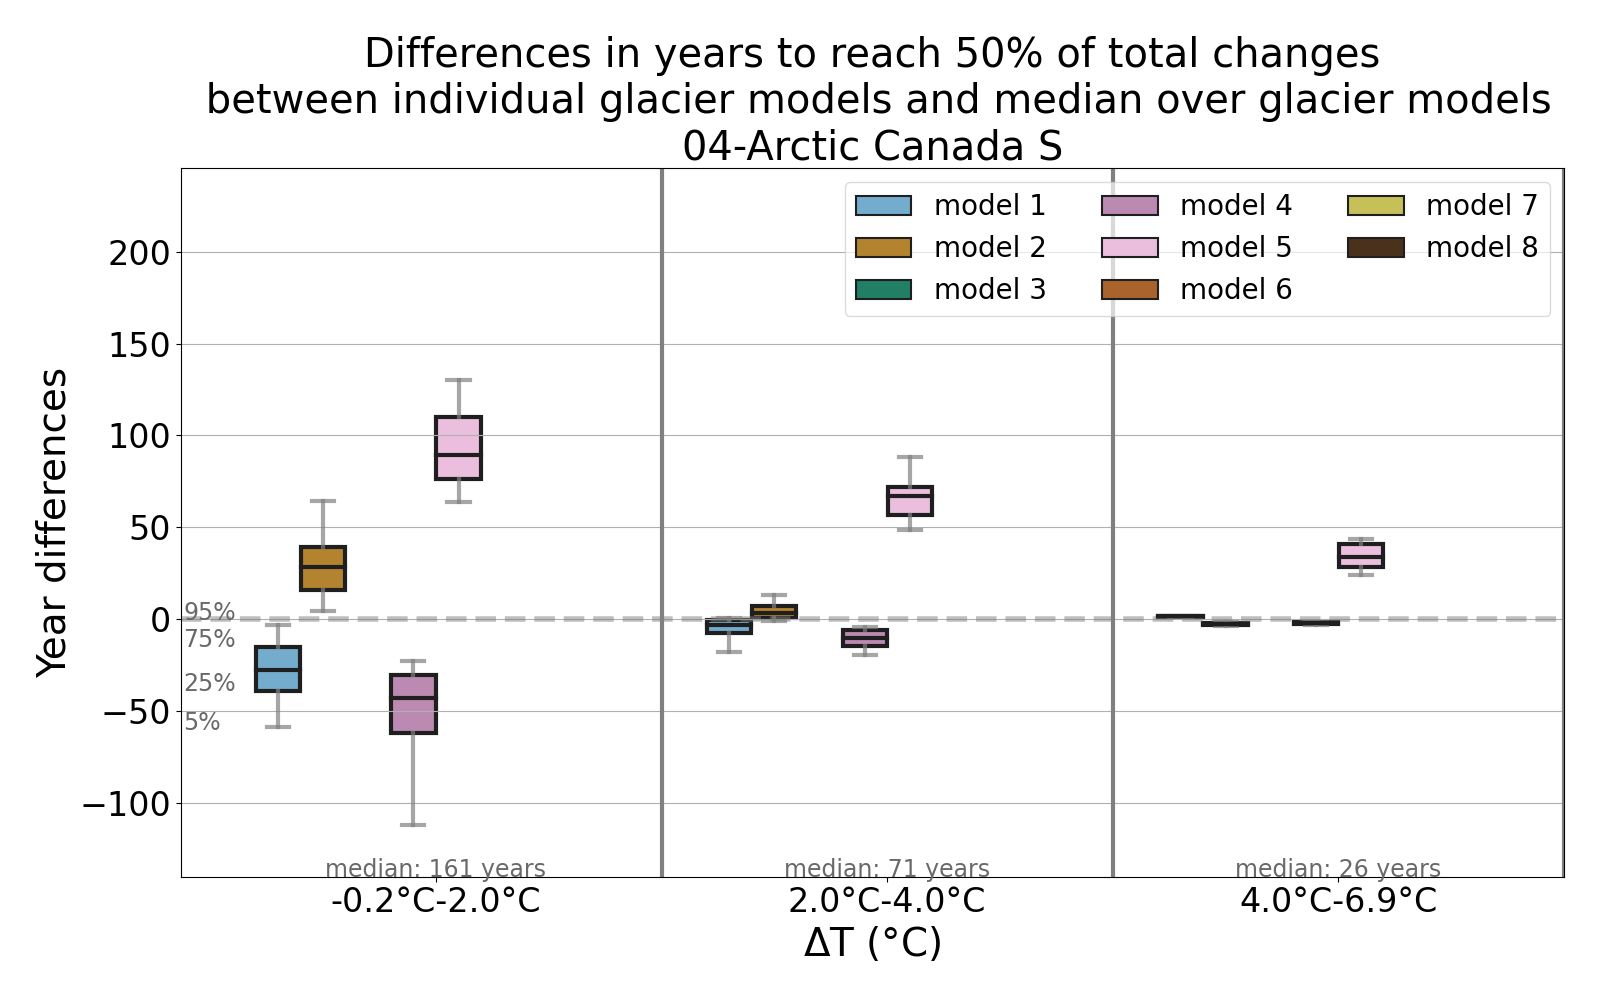 Differences in years to reach 50% of total changes
between individual glacier models and median over glacier models
04-Arctic Canada S
model 1
model 2
model 3
model 4
model 5
model 6
model 7
model 8
Year differences
200
150
100
50
0
−50
−100
95%
75%
25%
5%
median: 161 years
median: 71 years
median: 26 years
-0.2°C-2.0°C
2.0°C-4.0°C
4.0°C-6.9°C
ΔT (°C)